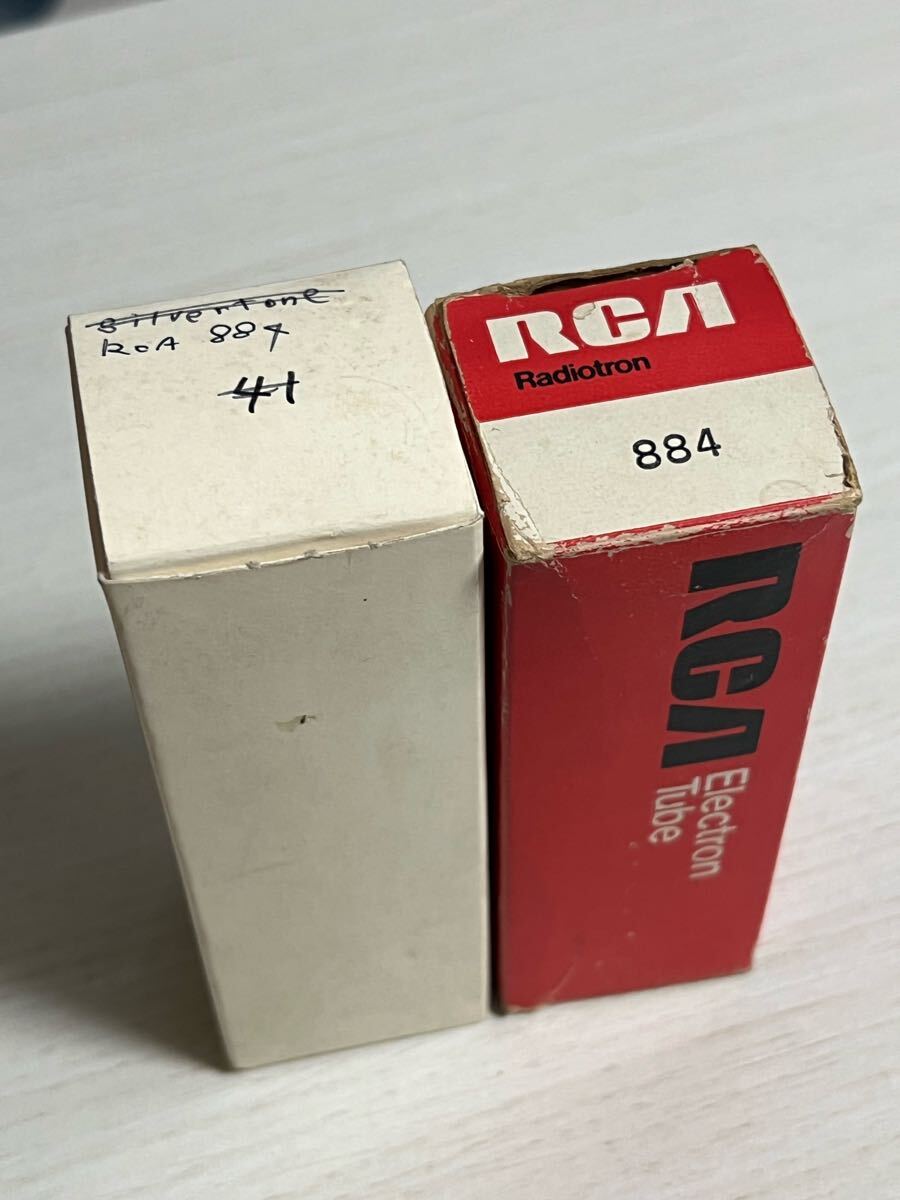 Silvertone
RCA 884
41
RCA
Radiotron
884
RCA
Electron
Tube